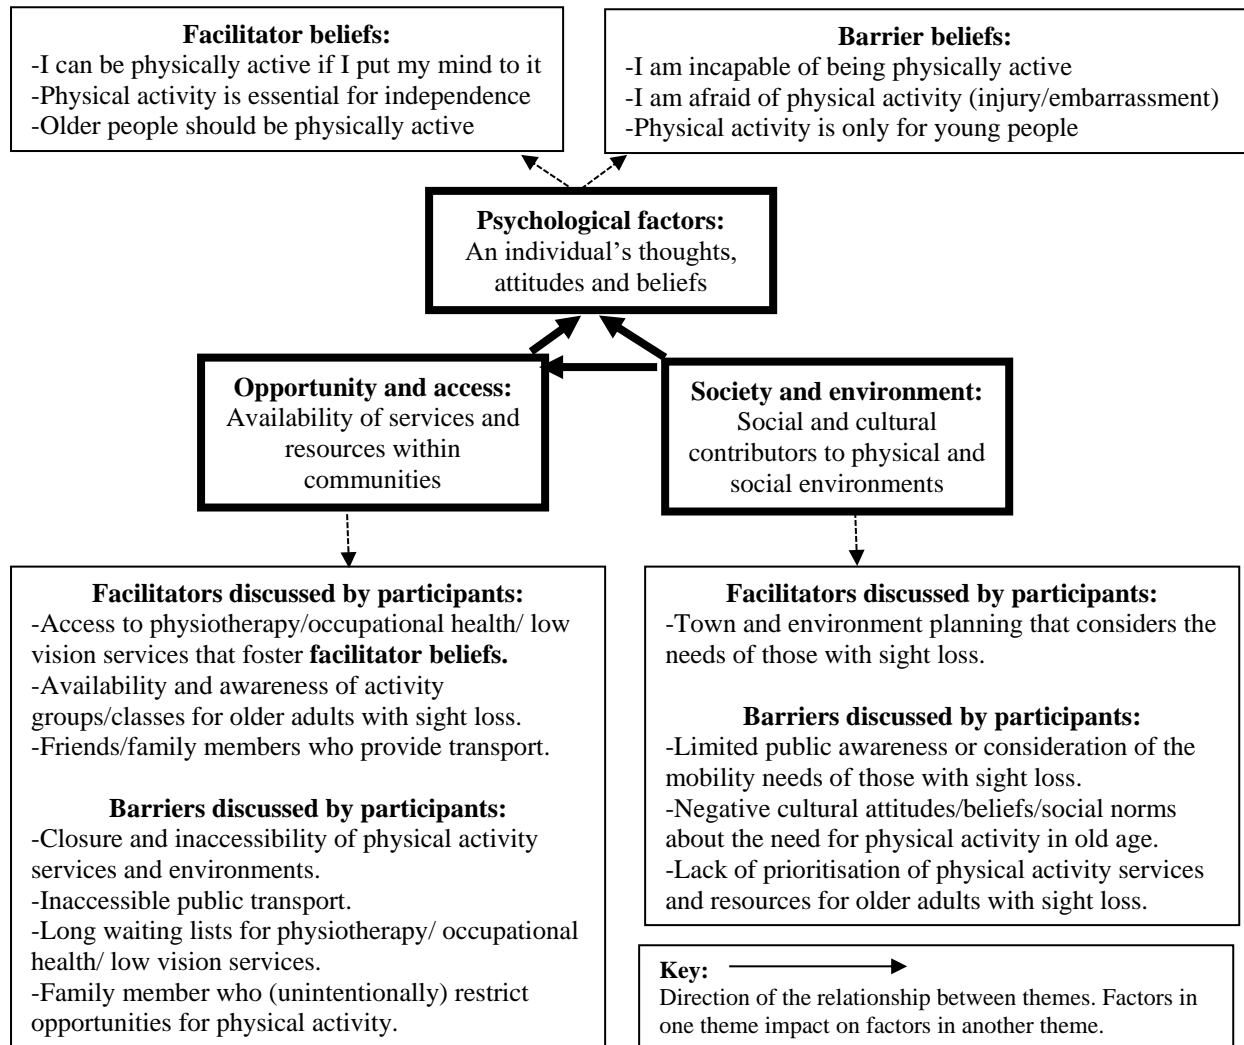 Facilitator beliefs:
-I can be physically active if I put my mind to it
-Physical activity is essential for independence
-Older people should be physically active
Barrier beliefs:
-I am incapable of being physically active
-I am afraid of physical activity (injury/embarrassment)
-Physical activity is only for young people
Psychological factors:
An individual’s thoughts,
attitudes and beliefs
Opportunity and access:
Availability of services and
resources within
communities
Society and environment:
Social and cultural
contributors to physical and
social environments
Facilitators discussed by participants:
-Access to physiotherapy/occupational health/ low
vision services that foster facilitator beliefs.
-Availability and awareness of activity
groups/classes for older adults with sight loss.
-Friends/family members who provide transport.
Barriers discussed by participants:
-Closure and inaccessibility of physical activity
services and environments.
-Inaccessible public transport.
-Long waiting lists for physiotherapy/ occupational
health/ low vision services.
-Family member who (unintentionally) restrict
opportunities for physical activity.
Facilitators discussed by participants:
-Town and environment planning that considers the
needs of those with sight loss.
Barriers discussed by participants:
-Limited public awareness or consideration of the
mobility needs of those with sight loss.
-Negative cultural attitudes/beliefs/social norms
about the need for physical activity in old age.
-Lack of prioritisation of physical activity services
and resources for older adults with sight loss.
Key:
Direction of the relationship between themes. Factors in
one theme impact on factors in another theme.